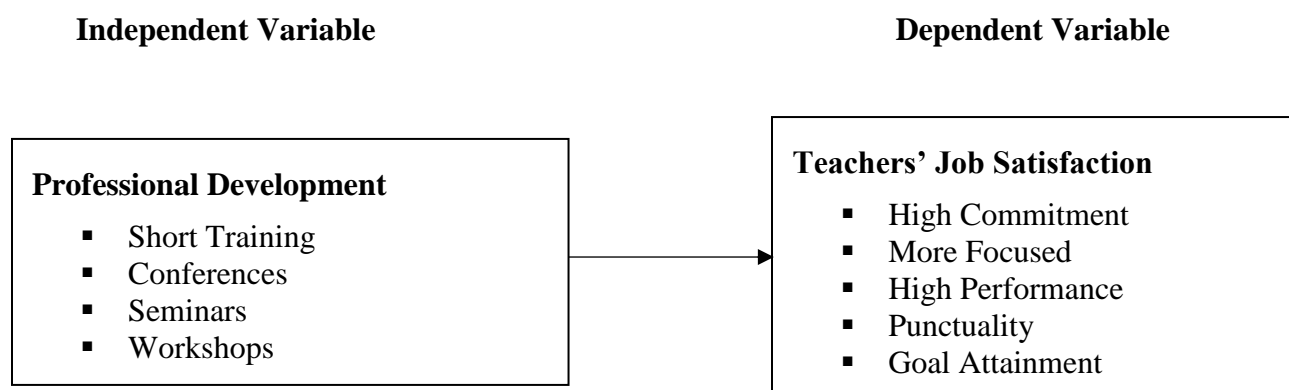 Independent Variable
Dependent Variable
Professional Development
▪ Short Training
▪ Conferences
▪ Seminars
▪ Workshops
Teachers’ Job Satisfaction
▪ High Commitment
▪ More Focused
▪ High Performance
▪ Punctuality
▪ Goal Attainment